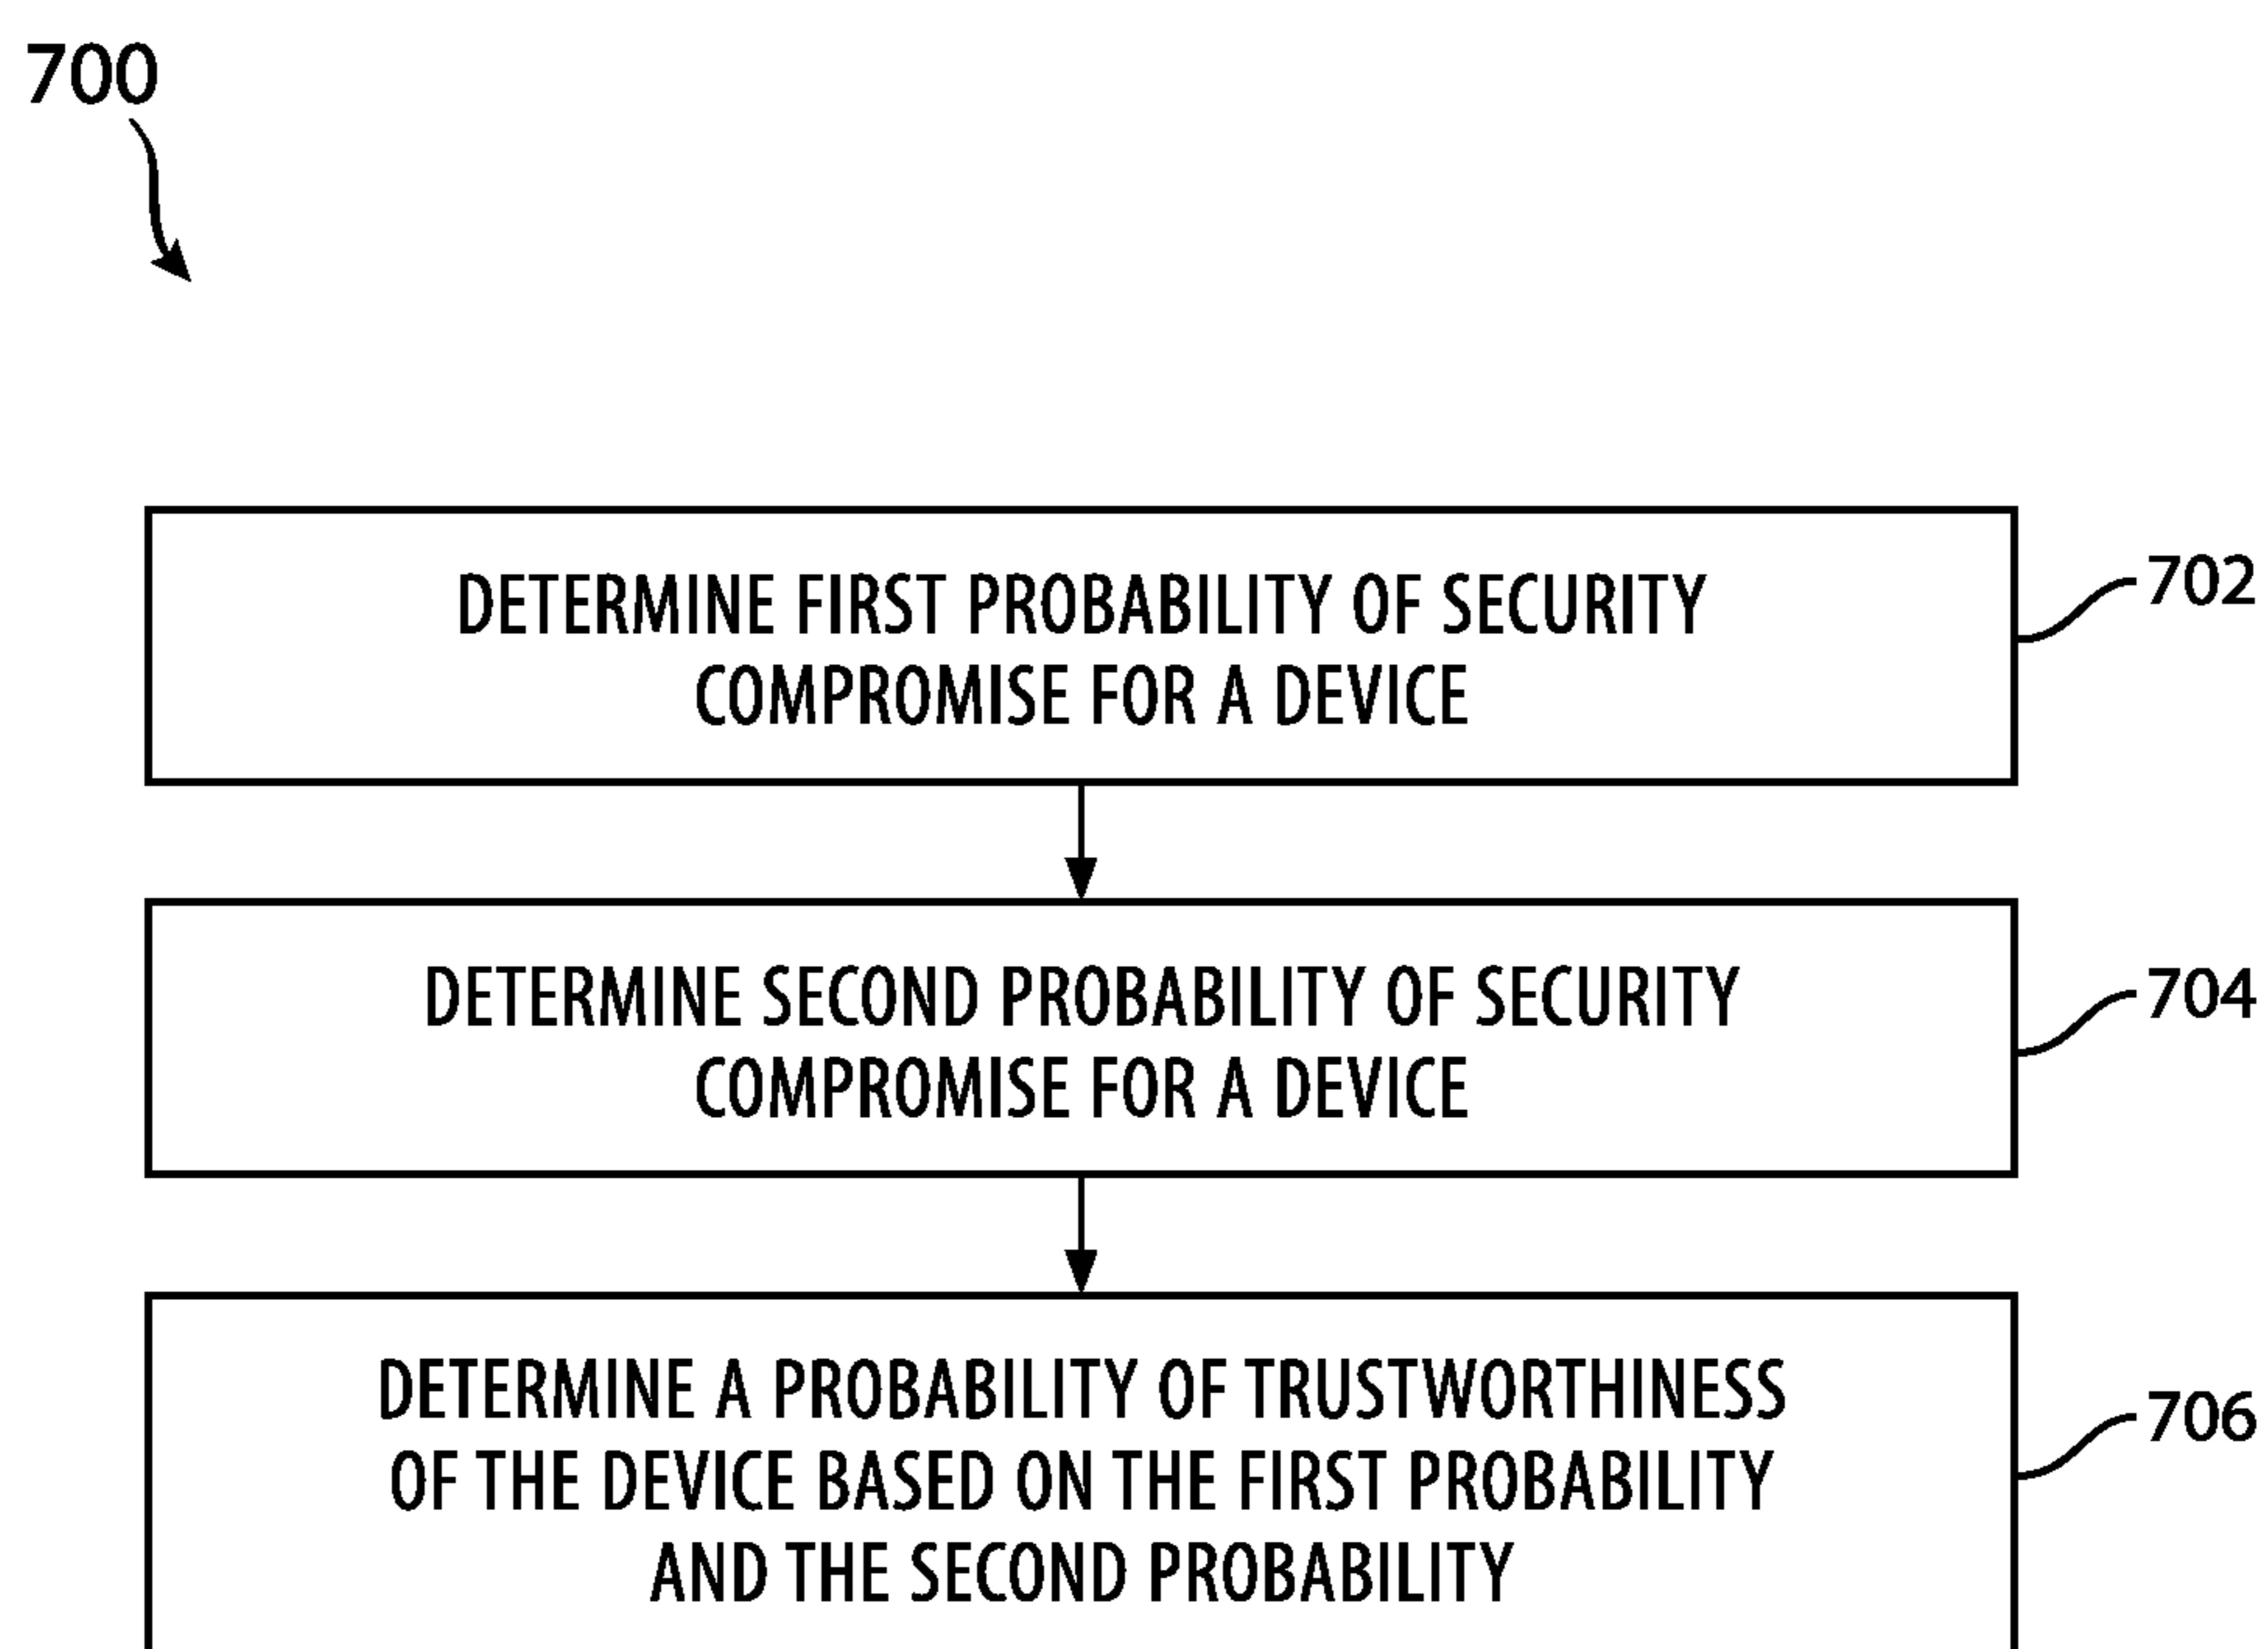 700
DETERMINE FIRST PROBABILITY OF SECURITY
COMPROMISE FOR A DEVICE
702
DETERMINE SECOND PROBABILITY OF SECURITY
COMPROMISE FOR A DEVICE
704
DETERMINE A PROBABILITY OF TRUSTWORTHINESS
OF THE DEVICE BASED ON THE FIRST PROBABILITY
AND THE SECOND PROBABILITY
706